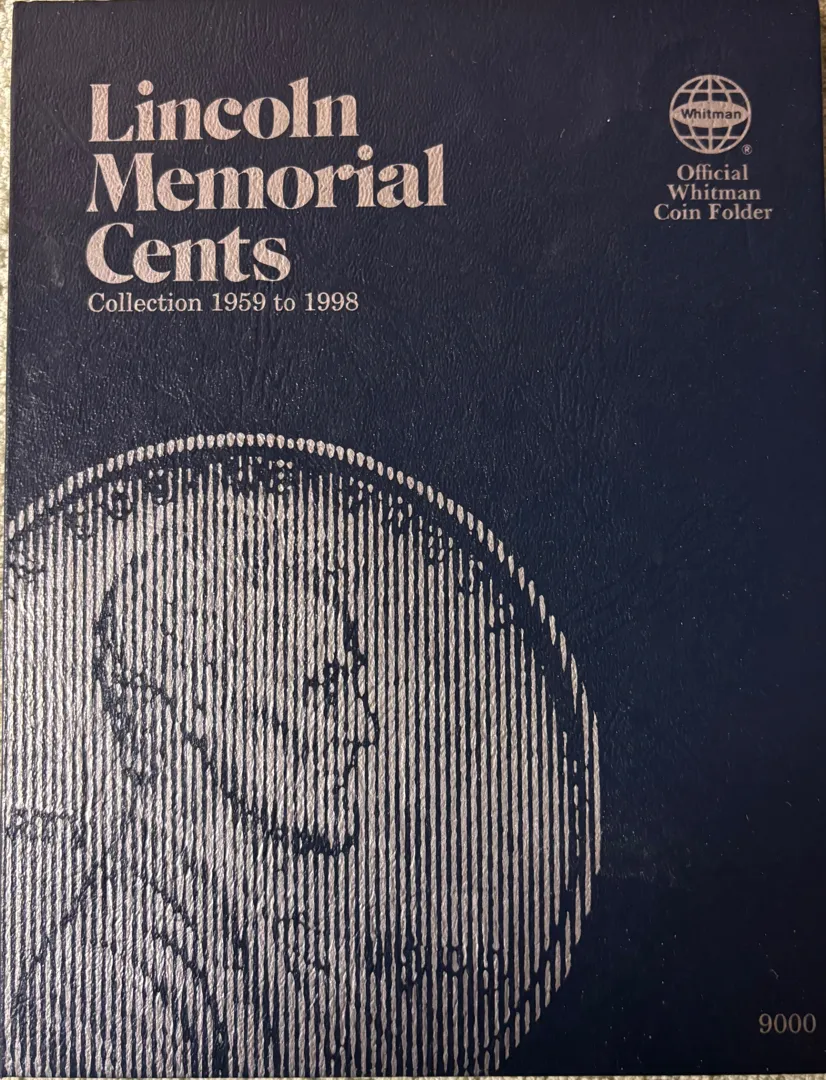 Lincoln
Memorial
Cents
Collection 1959 to 1998
Whitman
®
Official
Whitman
Coin Folder
9000